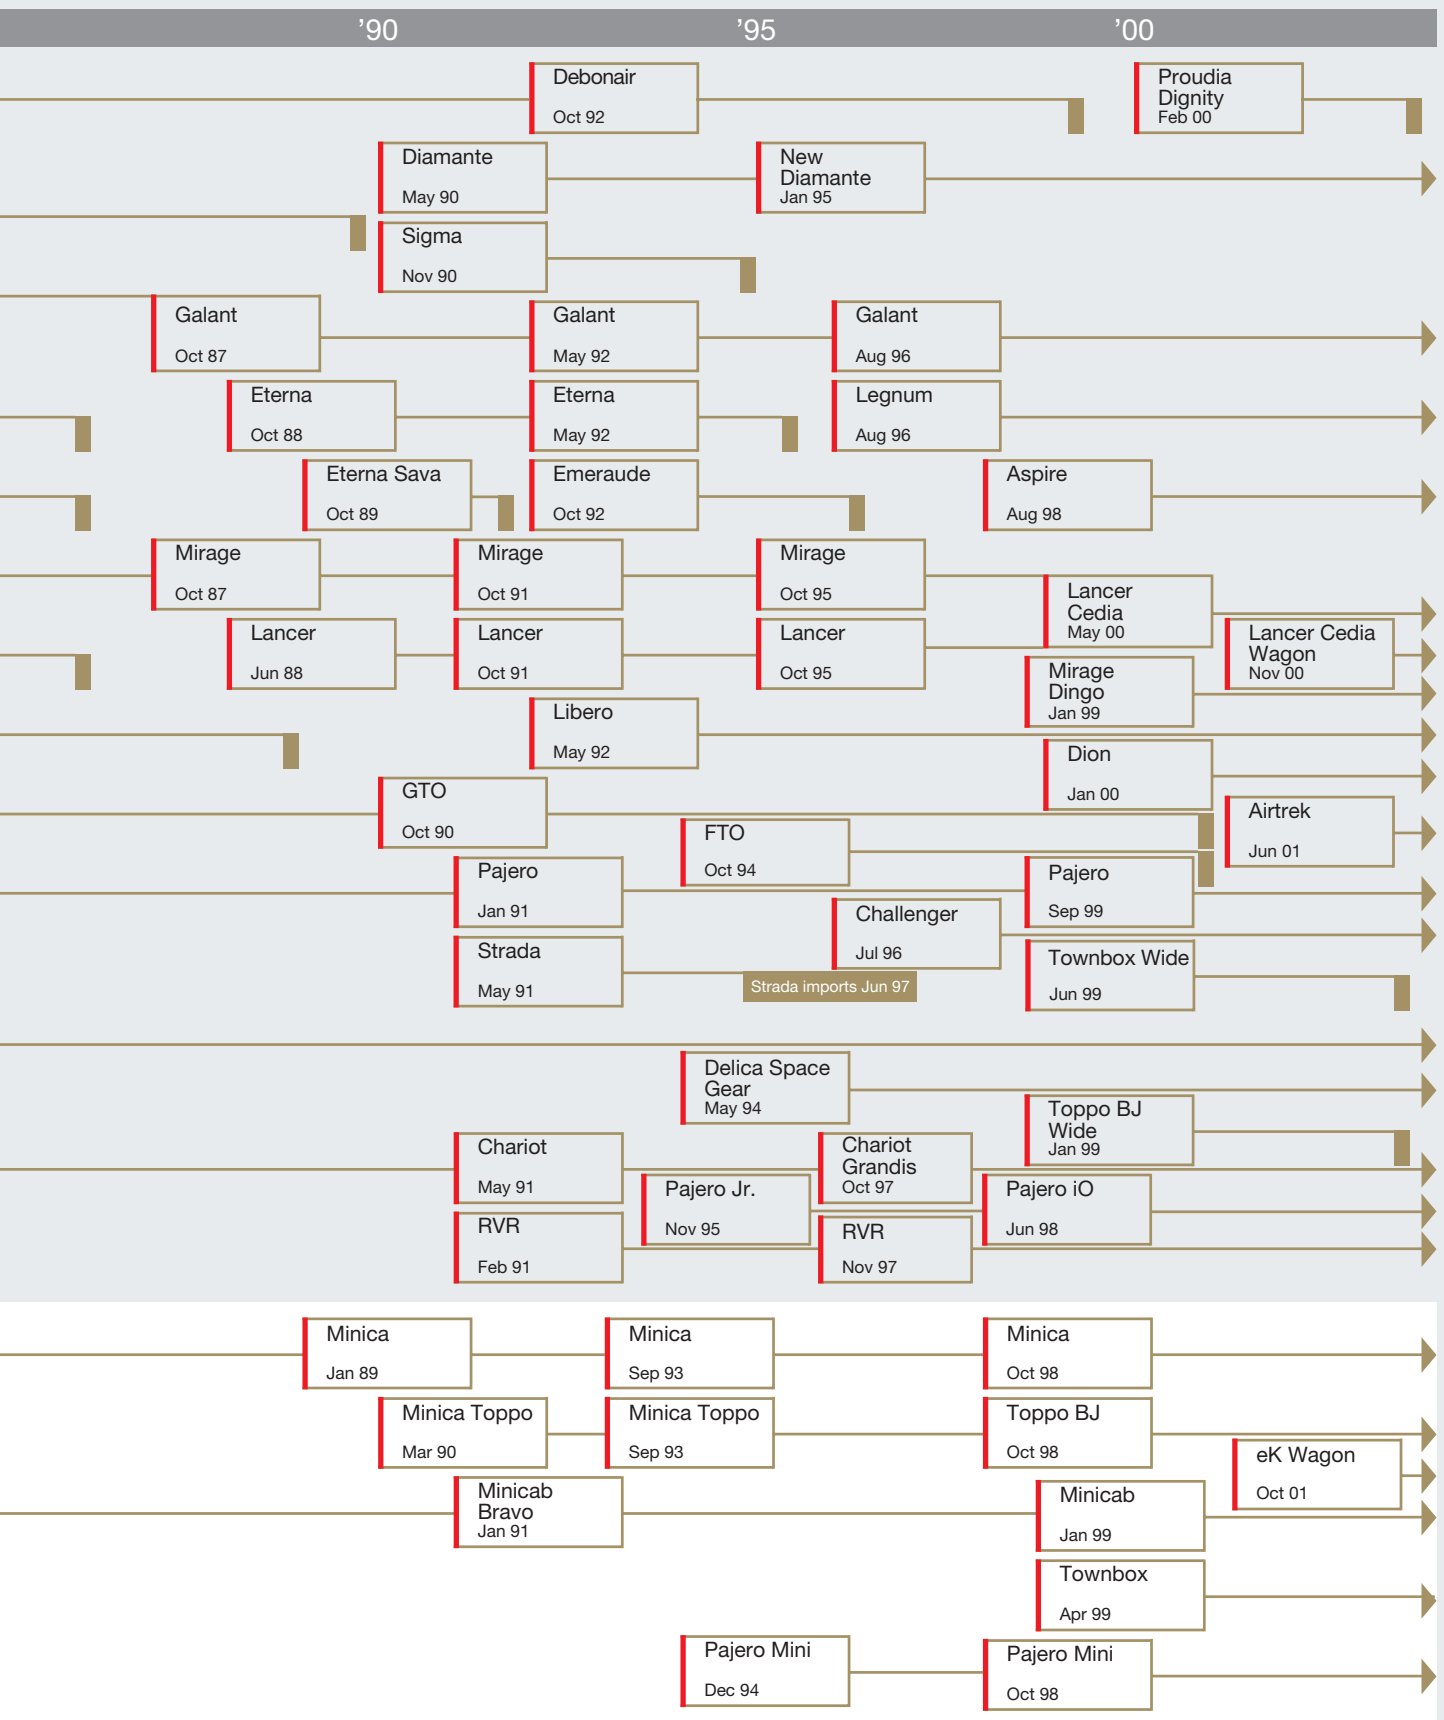 ’90
’95
’00
Debonair
Oct 92
Proudia
Dignity
Feb 00
Diamante
May 90
New
Diamante
Jan 95
Sigma
Nov 90
Galant
Oct 87
Galant
May 92
Galant
Aug 96
Eterna
Oct 88
Eterna
May 92
Legnum
Aug 96
Eterna Sava
Oct 89
Emeraude
Oct 92
Aspire
Aug 98
Mirage
Oct 87
Mirage
Oct 91
Mirage
Oct 95
Lancer
Cedia
May 00
Lancer
Jun 88
Lancer
Oct 91
Lancer
Oct 95
Lancer Cedia
Wagon
Nov 00
Mirage
Dingo
Jan 99
Libero
May 92
Dion
Jan 00
GTO
Oct 90
FTO
Oct 94
Airtrek
Jun 01
Pajero
Jan 91
Pajero
Sep 99
Challenger
Jul 96
Strada
May 91
Strada imports Jun 97
Townbox Wide
Jun 99
Delica Space
Gear
May 94
Toppo BJ
Wide
Jan 99
Chariot
May 91
Chariot
Grandis
Oct 97
Pajero Jr.
Nov 95
Pajero iO
Jun 98
RVR
Feb 91
RVR
Nov 97
Minica
Jan 89
Minica
Sep 93
Minica
Oct 98
Minica Toppo
Mar 90
Minica Toppo
Sep 93
Toppo BJ
Oct 98
eK Wagon
Oct 01
Minicab
Bravo
Jan 91
Minicab
Jan 99
Townbox
Apr 99
Pajero Mini
Dec 94
Pajero Mini
Oct 98